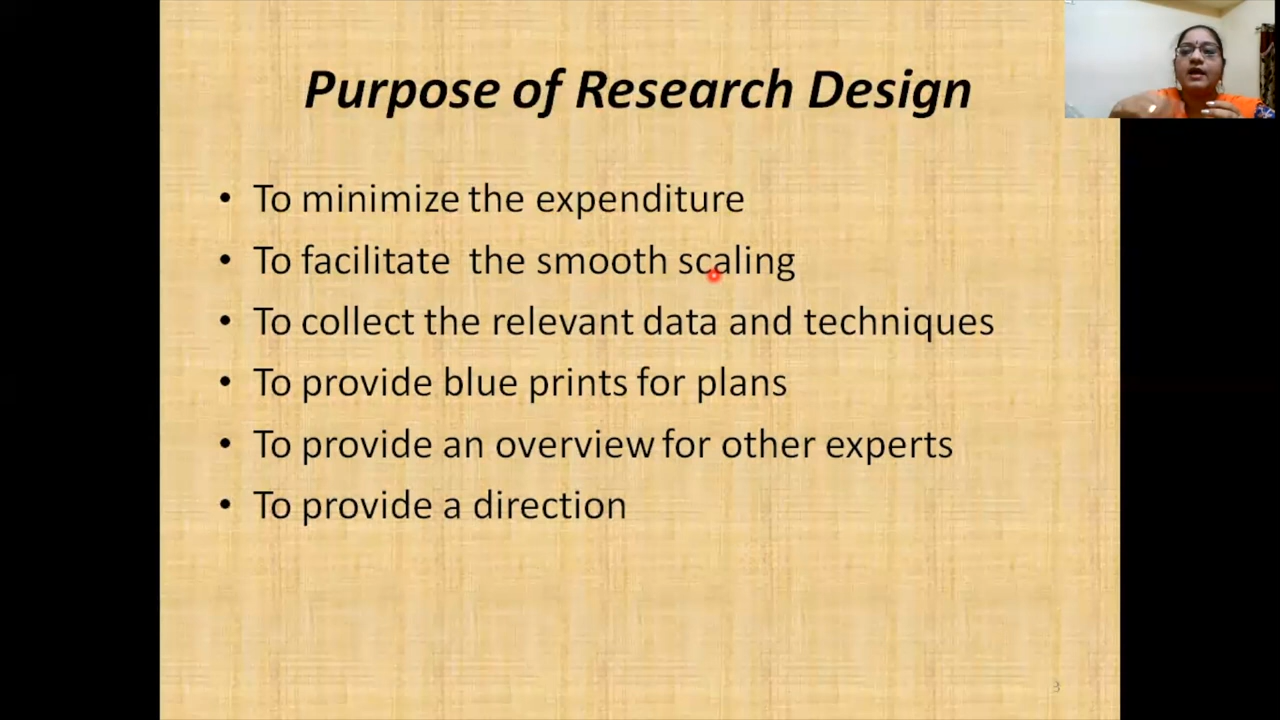 Purpose of Research Design
• To minimize the expenditure
• To facilitate  the smooth scaling
• To collect the relevant data and techniques
• To provide blue prints for plans
• To provide an overview for other experts
• To provide a direction
3